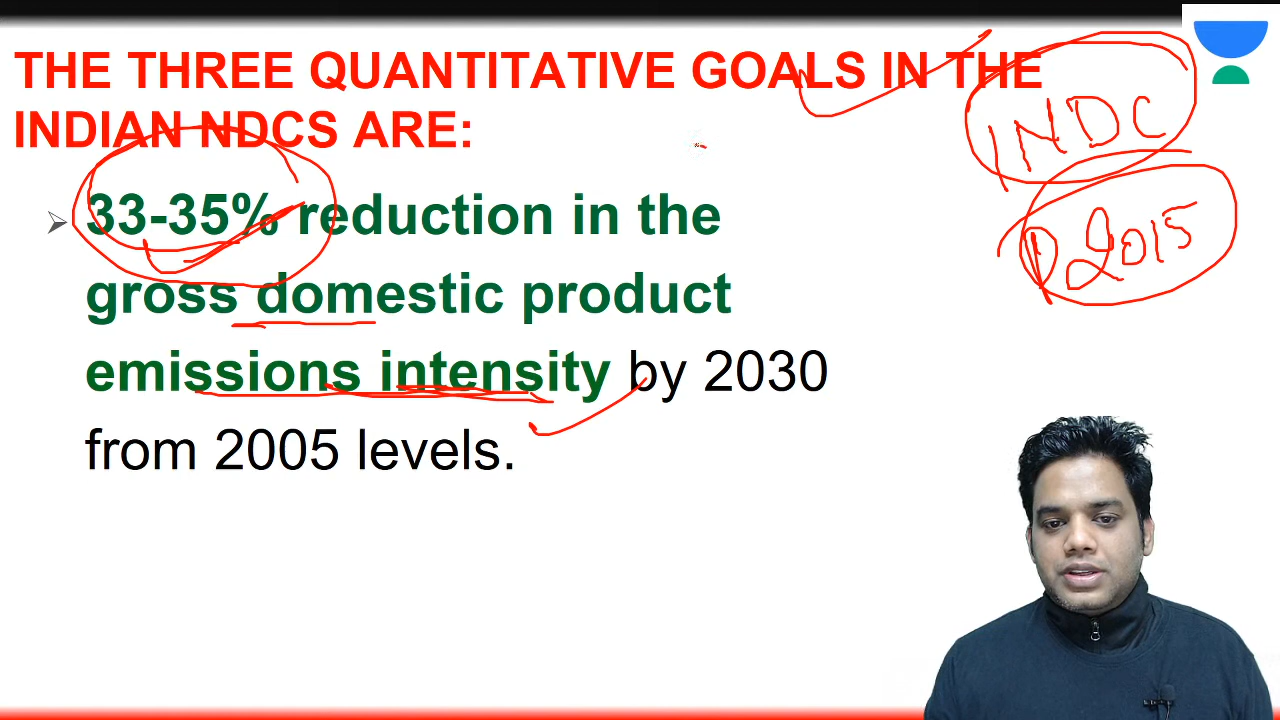 THE THREE QUANTITATIVE GOALS IN THE
INDIAN NDCS ARE:
INDC
P2015
33-35% reduction in the
gross domestic product
emissions intensity by 2030
from 2005 levels.